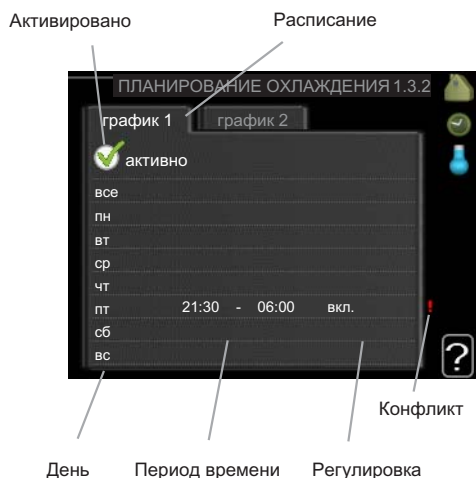 Активировано
Расписание
ПЛАНИРОВАНИЕ ОХЛАЖДЕНИЯ 1.3.2
график 1
график 2
активно
все
пн
вт
ср
чт
пт 21:30 - 06:00 вкл. !
сб
вс
?
Конфликт
День
Период времени
Регулировка